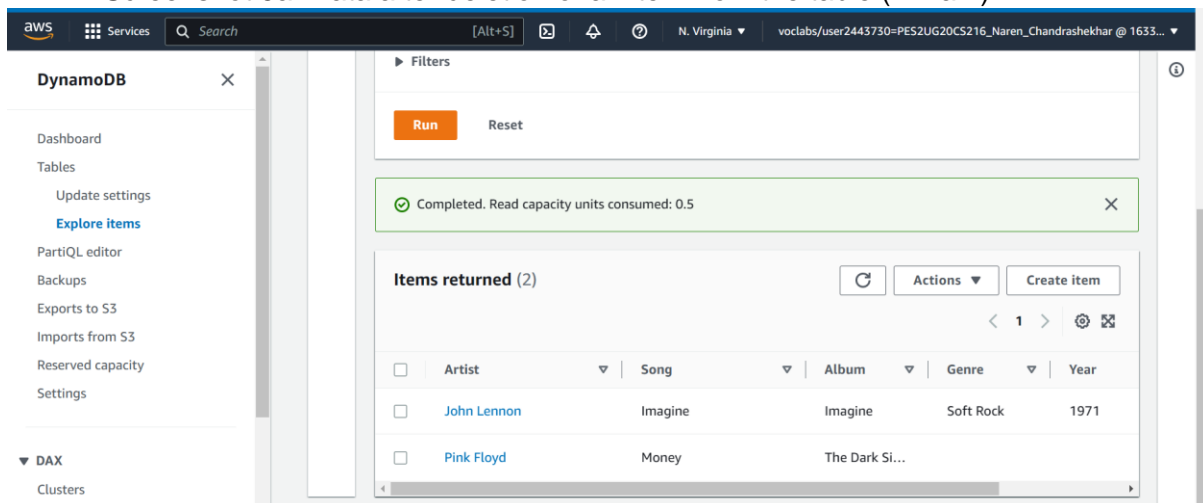 aws Services Search [Alt+S] N. Virginia ▼ voclabs/user2443730=PES2UG20CS216_Naren_Chandrashekhar @ 1633... ▼
DynamoDB
Dashboard
Tables
Update settings
Explore items
PartiQL editor
Backups
Exports to S3
Imports from S3
Reserved capacity
Settings
▼ DAX
Clusters
▶ Filters
Run Reset
Completed. Read capacity units consumed: 0.5
Items returned (2) Actions ▼ Create item
< 1 >
Artist Song Album Genre Year
John Lennon Imagine Imagine Soft Rock 1971
Pink Floyd Money The Dark Si...